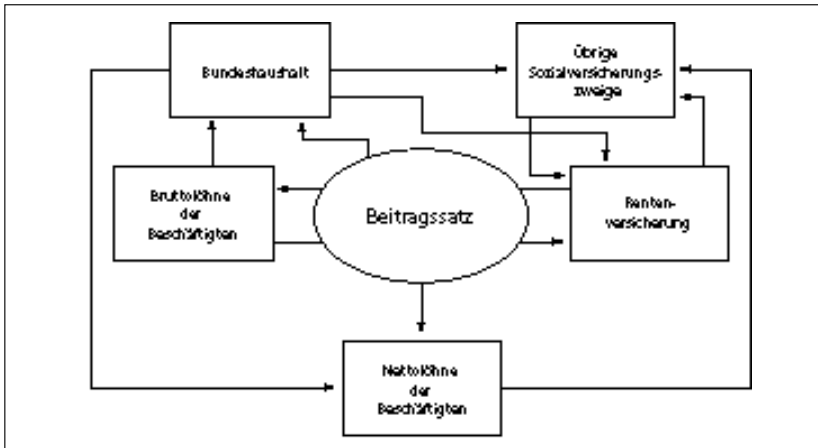 Bundeshaushalt
Übrige
Sozialversicherungs-
zweige
Bruttolöhne
der
Beschäftigten
Beitragssatz
Renten-
versicherung
Nettolöhne
der
Beschäftigten